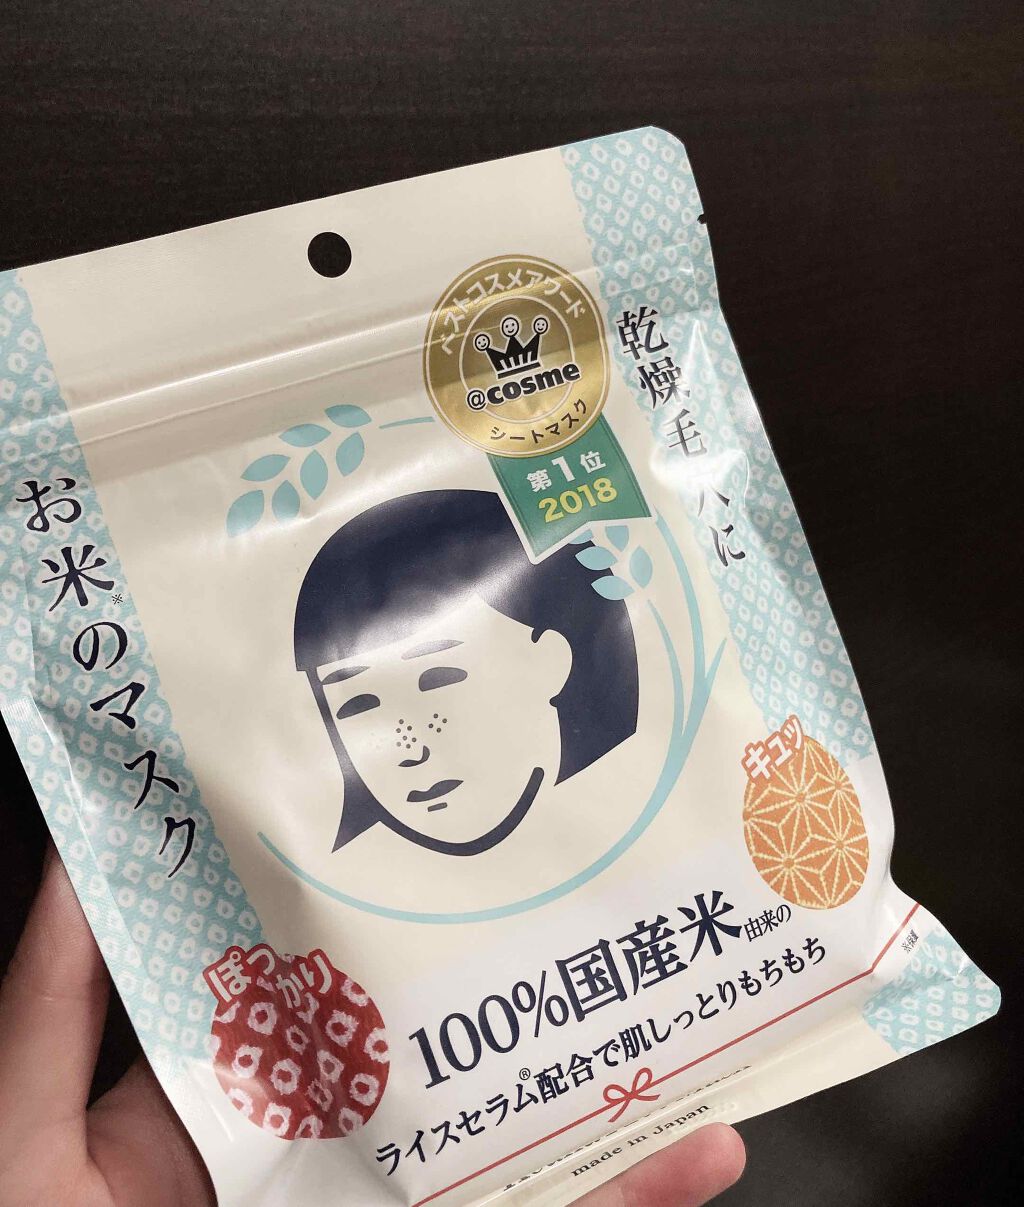 ベストコスメアワード
@cosme
シートマスク
第1位
2018
乾燥毛穴に
お米※のマスク
キュッ
ぽっかり
100%国産米由来の
ライスセラム®配合で肌しっとりもちもち
※保湿
made in Japan